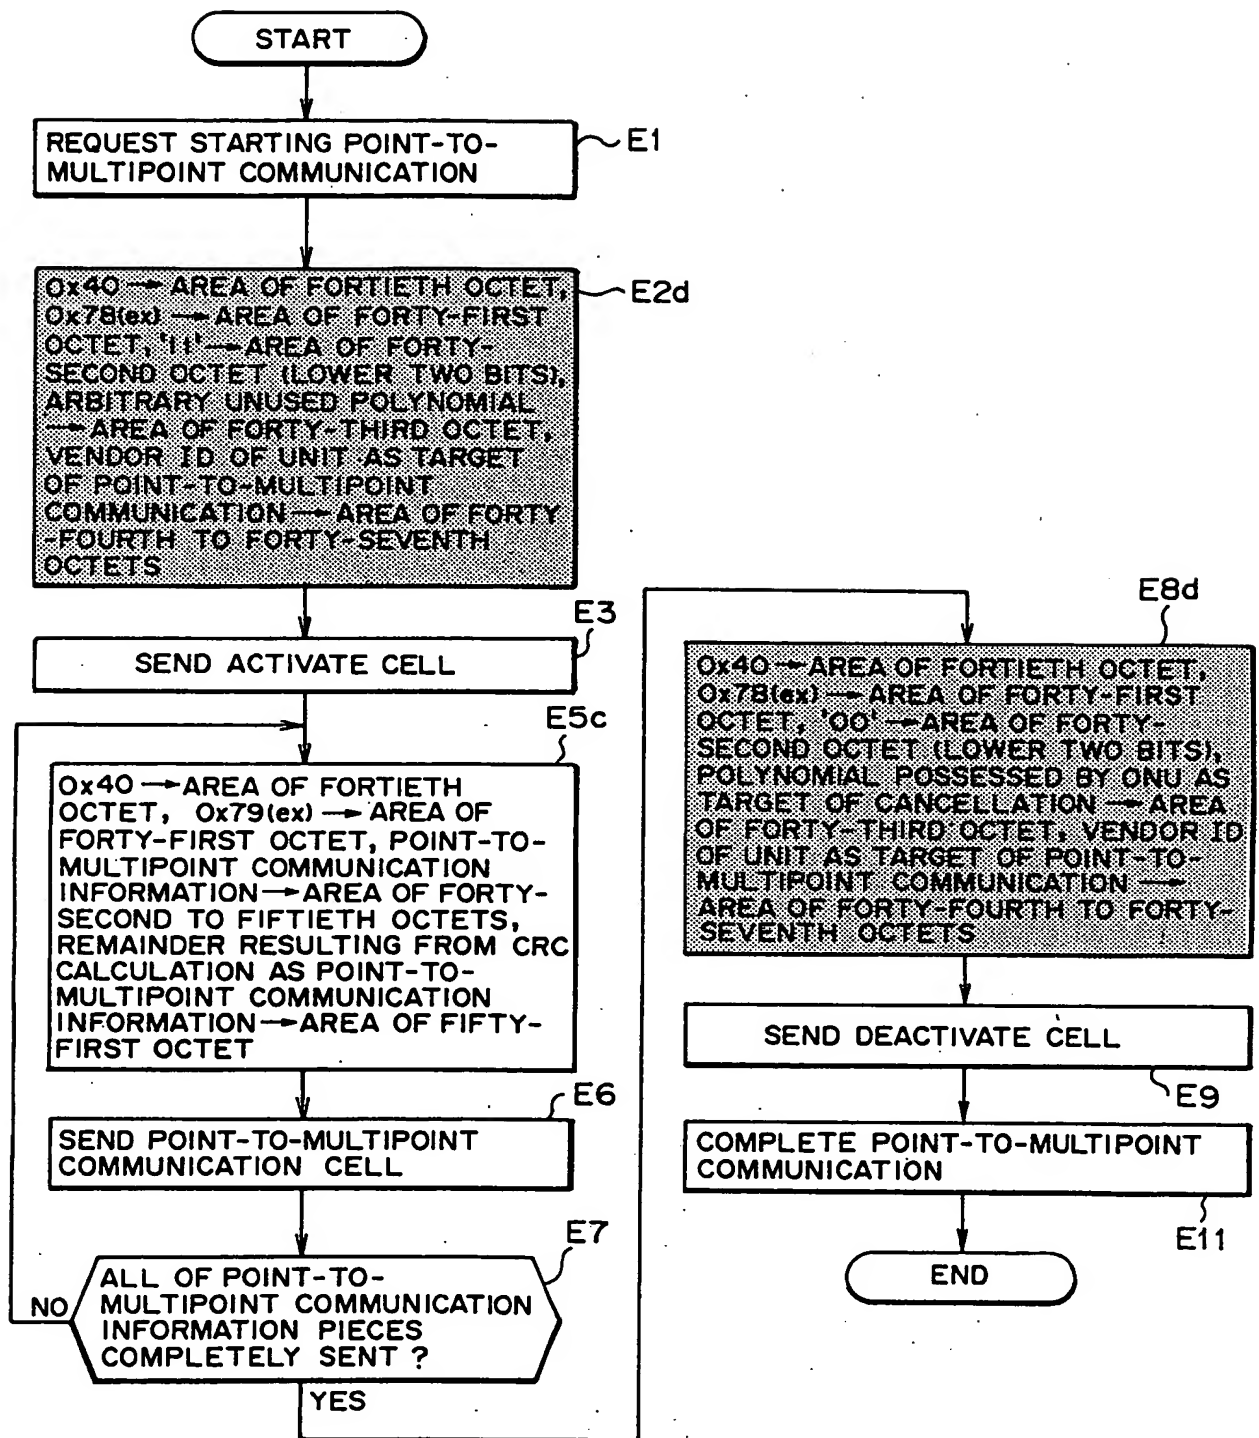 START
REQUEST STARTING POINT-TO-
MULTIPOINT COMMUNICATION
E1
0x40→AREA OF FORTIETH OCTET,
0x78(ex)→AREA OF FORTY-FIRST
OCTET, '11'→AREA OF FORTY-
SECOND OCTET (LOWER TWO BITS),
ARBITRARY UNUSED POLYNOMIAL
→AREA OF FORTY-THIRD OCTET,
VENDOR ID OF UNIT AS TARGET
OF POINT-TO-MULTIPOINT
COMMUNICATION→AREA OF FORTY
-FOURTH TO FORTY-SEVENTH
OCTETS
E2d
E3
SEND ACTIVATE CELL
E5c
0x40→AREA OF FORTIETH
OCTET, 0x79(ex)→AREA OF
FORTY-FIRST OCTET, POINT-TO-
MULTIPOINT COMMUNICATION
INFORMATION→AREA OF FORTY-
SECOND TO FIFTIETH OCTETS,
REMAINDER RESULTING FROM CRC
CALCULATION AS POINT-TO-
MULTIPOINT COMMUNICATION
INFORMATION→AREA OF FIFTY-
FIRST OCTET
E6
SEND POINT-TO-MULTIPOINT
COMMUNICATION CELL
E7
ALL OF POINT-TO-
MULTIPOINT COMMUNICATION
INFORMATION PIECES
COMPLETELY SENT ?
NO
YES
E8d
0x40→AREA OF FORTIETH OCTET,
0x78(ex)→AREA OF FORTY-FIRST
OCTET, '00'→AREA OF FORTY-
SECOND OCTET (LOWER TWO BITS),
POLYNOMIAL POSSESSED BY ONU AS
TARGET OF CANCELLATION→AREA
OF FORTY-THIRD OCTET, VENDOR ID
OF UNIT AS TARGET OF POINT-TO-
MULTIPOINT COMMUNICATION→
AREA OF FORTY-FOURTH TO FORTY-
SEVENTH OCTETS
SEND DEACTIVATE CELL
E9
COMPLETE POINT-TO-MULTIPOINT
COMMUNICATION
E11
END